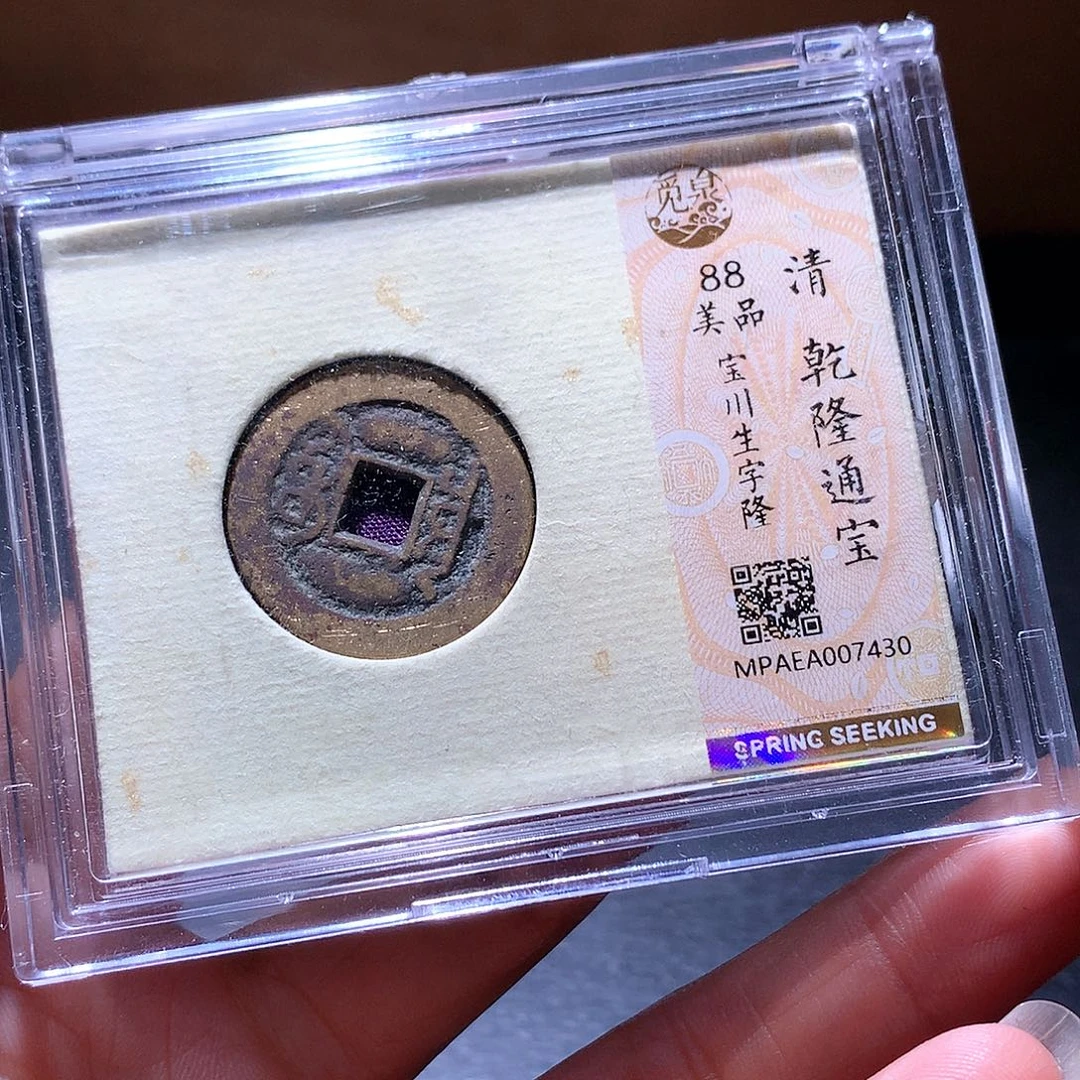 觅泉
清 乾隆通宝
88
美品
宝川生字隆
MPAEA007430
SPRING SEEKING